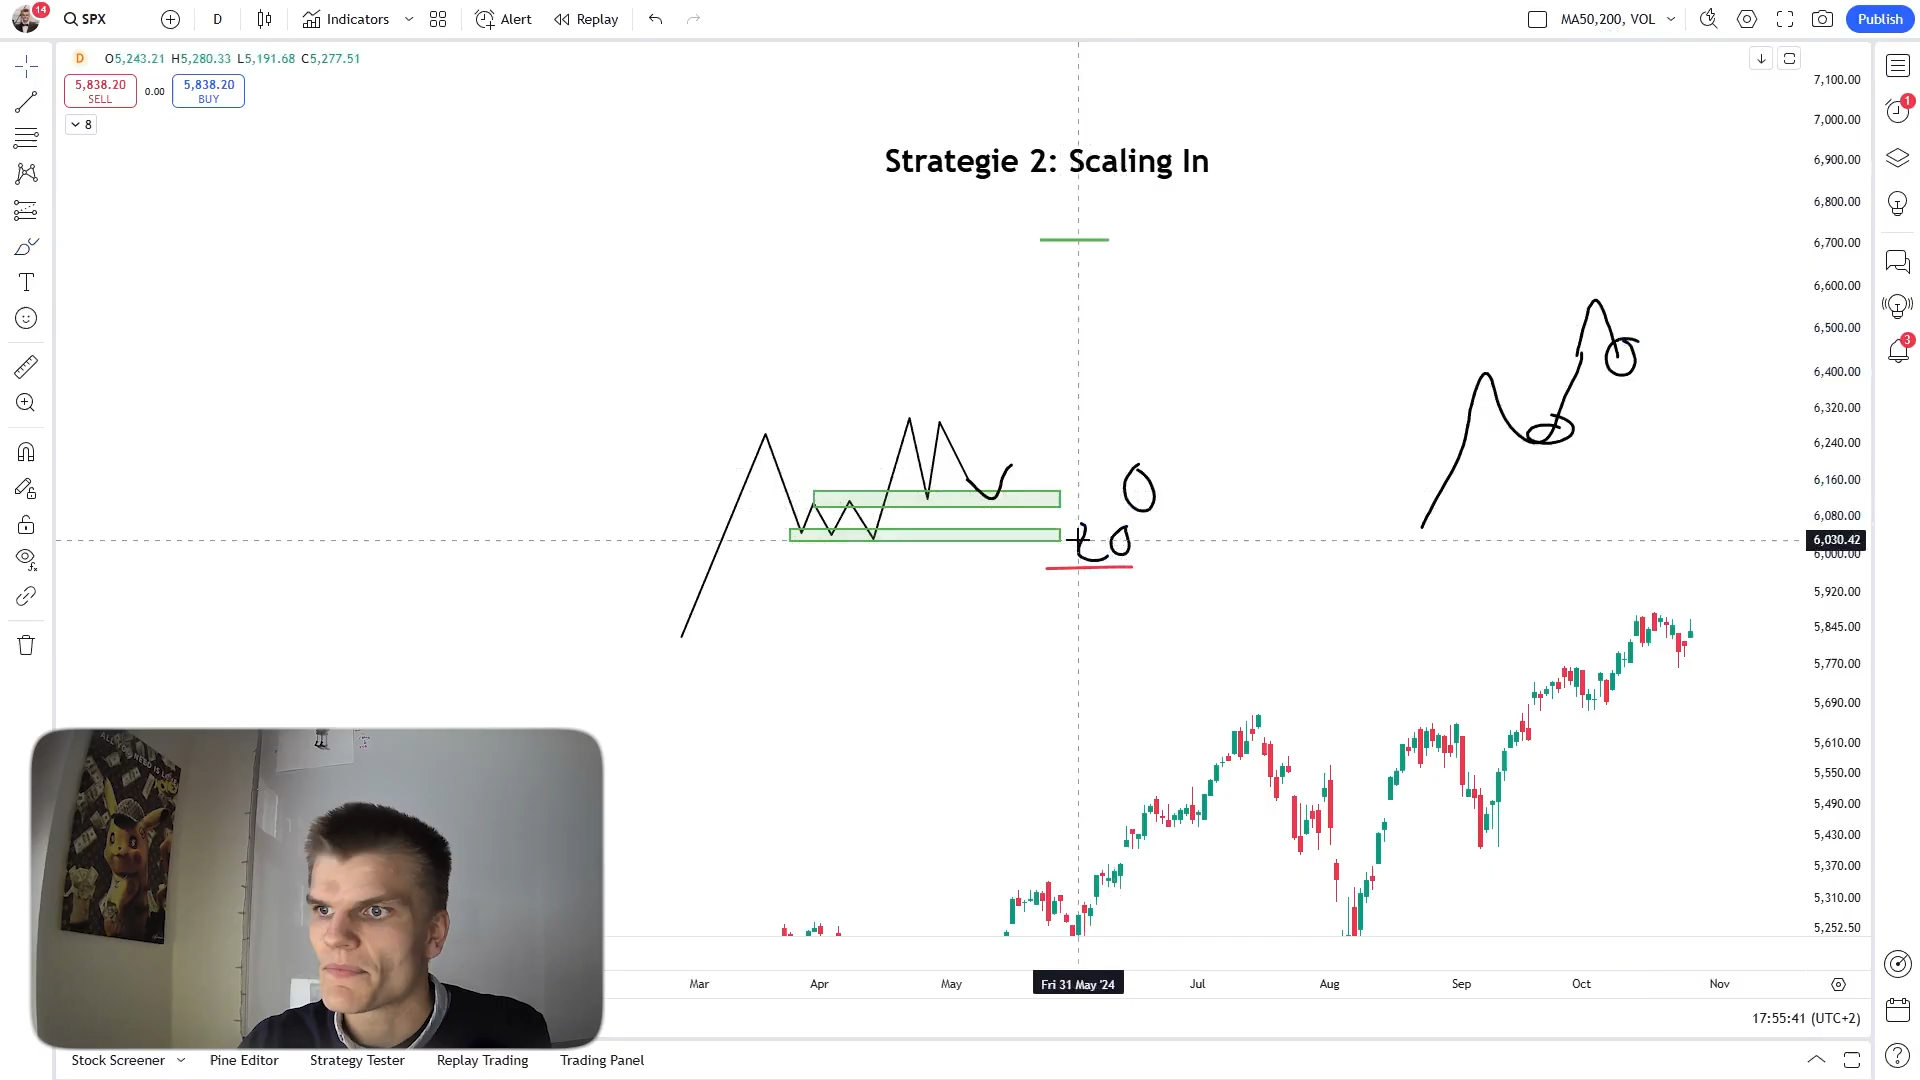 14
SPX
D
Indicators
Alert
Replay
MA50,200, VOL
Publish
D O5,243.21 H5,280.33 L5,191.68 C5,277.51
5,838.20
SELL
0.00
5,838.20
BUY
8
Strategie 2: Scaling In
7,100.00
7,000.00
6,900.00
6,800.00
6,700.00
6,600.00
6,500.00
6,400.00
6,320.00
6,240.00
6,160.00
6,080.00
6,030.42
6,000.00
5,920.00
5,845.00
5,770.00
5,690.00
5,610.00
5,550.00
5,490.00
5,430.00
5,370.00
5,310.00
5,252.50
1
3
Mar
Apr
May
Fri 31 May '24
Jul
Aug
Sep
Oct
Nov
17:55:41 (UTC+2)
Stock Screener
Pine Editor
Strategy Tester
Replay Trading
Trading Panel